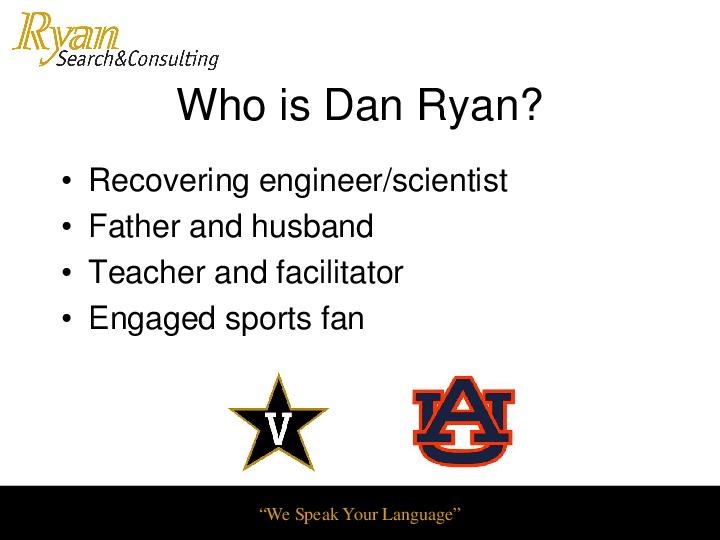 Ryan
Search&Consulting
Who is Dan Ryan?
• Recovering engineer/scientist
• Father and husband
• Teacher and facilitator
• Engaged sports fan
V
AU
“We Speak Your Language”